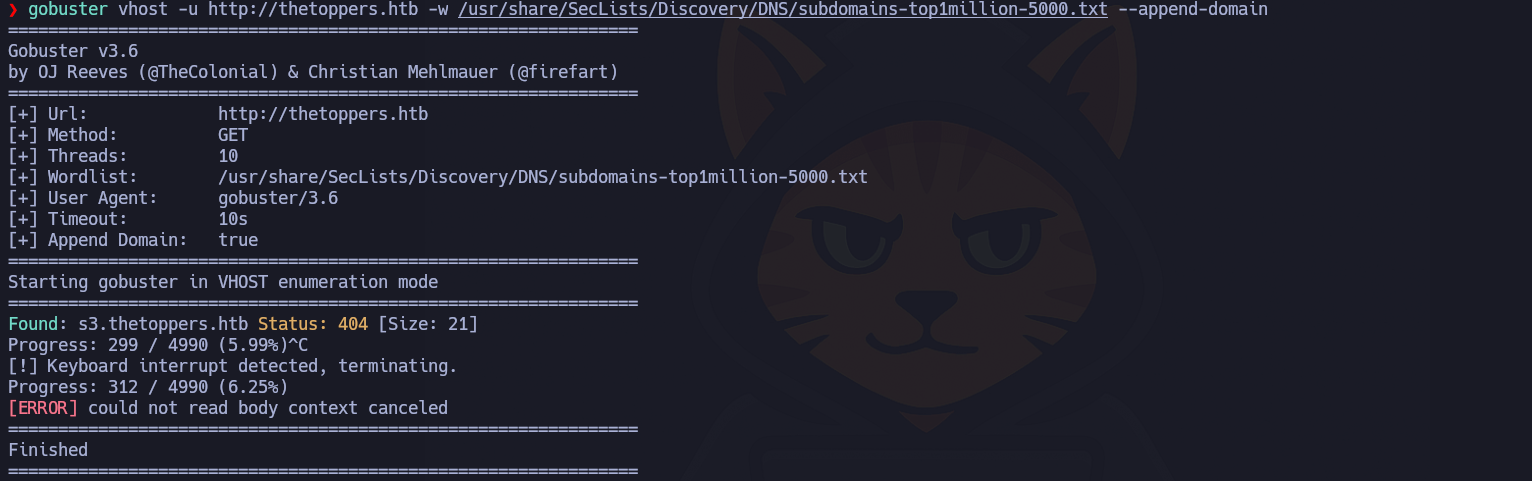 ❯ gobuster vhost -u http://thetoppers.htb -w /usr/share/SecLists/Discovery/DNS/subdomains-top1million-5000.txt --append-domain
===============================================================
Gobuster v3.6
by OJ Reeves (@TheColonial) & Christian Mehlmauer (@firefart)
===============================================================
[+] Url:             http://thetoppers.htb
[+] Method:          GET
[+] Threads:         10
[+] Wordlist:        /usr/share/SecLists/Discovery/DNS/subdomains-top1million-5000.txt
[+] User Agent:      gobuster/3.6
[+] Timeout:         10s
[+] Append Domain:   true
===============================================================
Starting gobuster in VHOST enumeration mode
===============================================================
Found: s3.thetoppers.htb Status: 404 [Size: 21]
Progress: 299 / 4990 (5.99%)^C
[!] Keyboard interrupt detected, terminating.
Progress: 312 / 4990 (6.25%)
[ERROR] could not read body context canceled
===============================================================
Finished
===============================================================